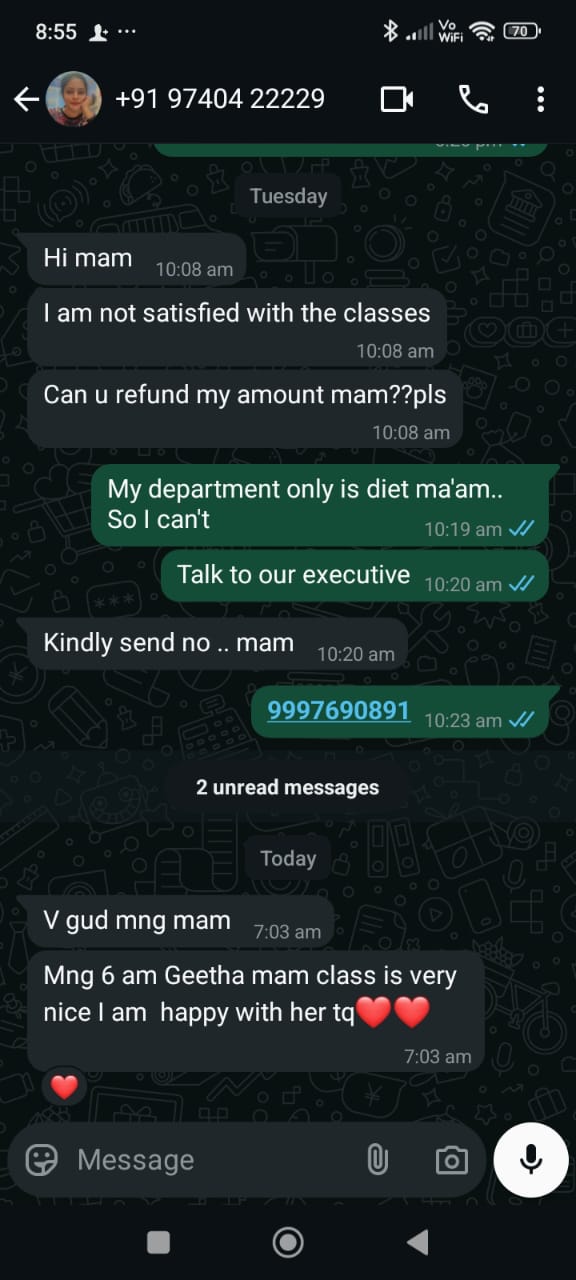 8:55
Vo
WiFi
70
+91 97404 22229
Tuesday
Hi mam
10:08 am
I am not satisfied with the classes
10:08 am
Can u refund my amount mam??pls
10:08 am
My department only is diet ma'am..
So I can't
10:19 am
Talk to our executive
10:20 am
Kindly send no .. mam
10:20 am
9997690891
10:23 am
2 unread messages
Today
V gud mng mam
7:03 am
Mng 6 am Geetha mam class is very
nice I am  happy with her tq❤️❤️
7:03 am
❤️
Message